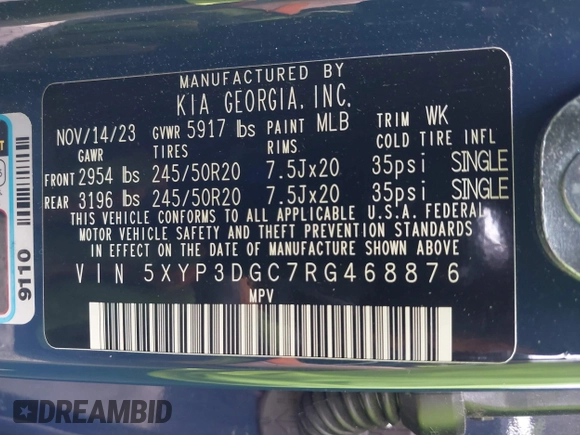 MANUFACTURED BY
KIA GEORGIA, INC.
NOV/14/23 GVWR 5917 lbs PAINT MLB TRIM WK
GAWR TIRES RIMS. COLD TIRE INFL
FRONT 2954 lbs 245/50R20 7.5Jx20 35psi SINGLE
REAR 3196 lbs 245/50R20 7.5Jx20 35psi SINGLE
THIS VEHICLE CONFORMS TO ALL APPLICABLE U.S.A. FEDERAL
MOTOR VEHICLE SAFETY AND THEFT PREVENTION STANDARDS
IN EFFECT ON THE DATE OF MANUFACTURE SHOWN ABOVE.
VIN 5XYP3DGC7RG468876
MPV
9110
DREAMBID